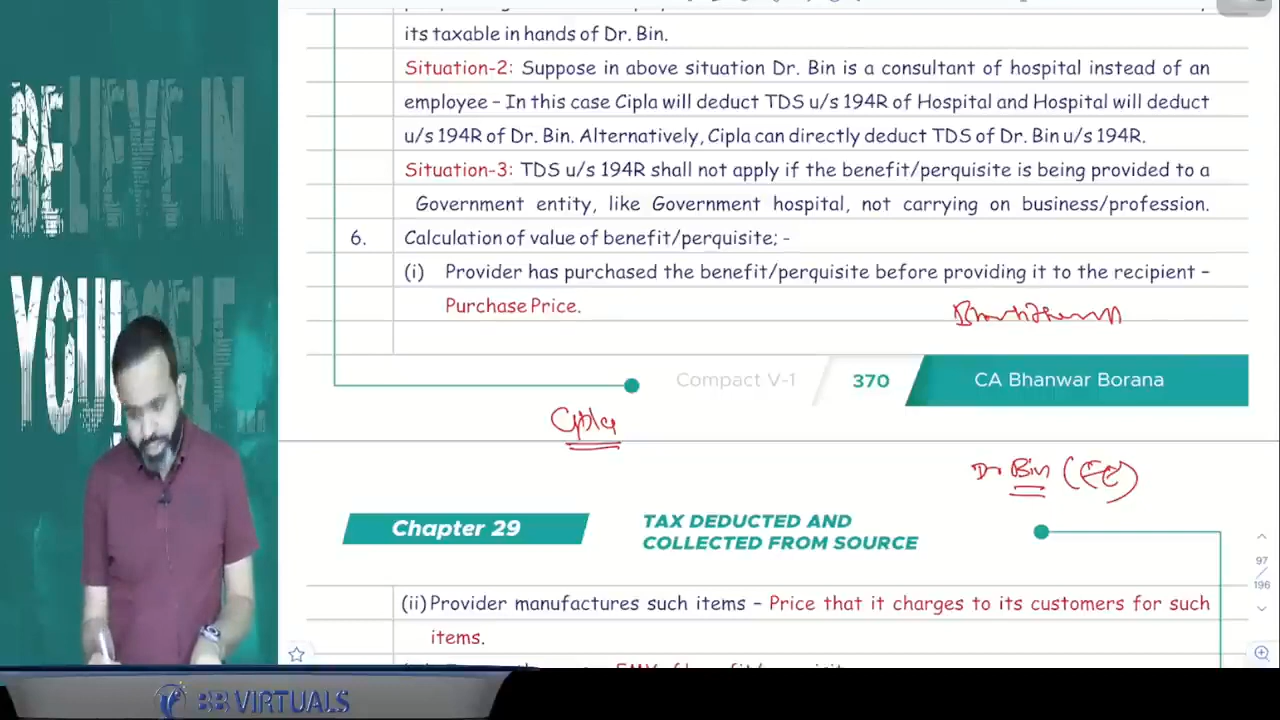 BELIEVE IN
YOURSELF...
its taxable in hands of Dr. Bin.
Situation-2: Suppose in above situation Dr. Bin is a consultant of hospital instead of an
employee – In this case Cipla will deduct TDS u/s 194R of Hospital and Hospital will deduct
u/s 194R of Dr. Bin. Alternatively, Cipla can directly deduct TDS of Dr. Bin u/s 194R.
Situation-3: TDS u/s 194R shall not apply if the benefit/perquisite is being provided to a
Government entity, like Government hospital, not carrying on business/profession.
6. Calculation of value of benefit/perquisite; -
(i) Provider has purchased the benefit/perquisite before providing it to the recipient –
Purchase Price.
Compact V-1 370 CA Bhanwar Borana
Cipla
Dr Bin (EE)
Chapter 29
TAX DEDUCTED AND
COLLECTED FROM SOURCE
97
196
(ii) Provider manufactures such items – Price that it charges to its customers for such
items.
BB VIRTUALS